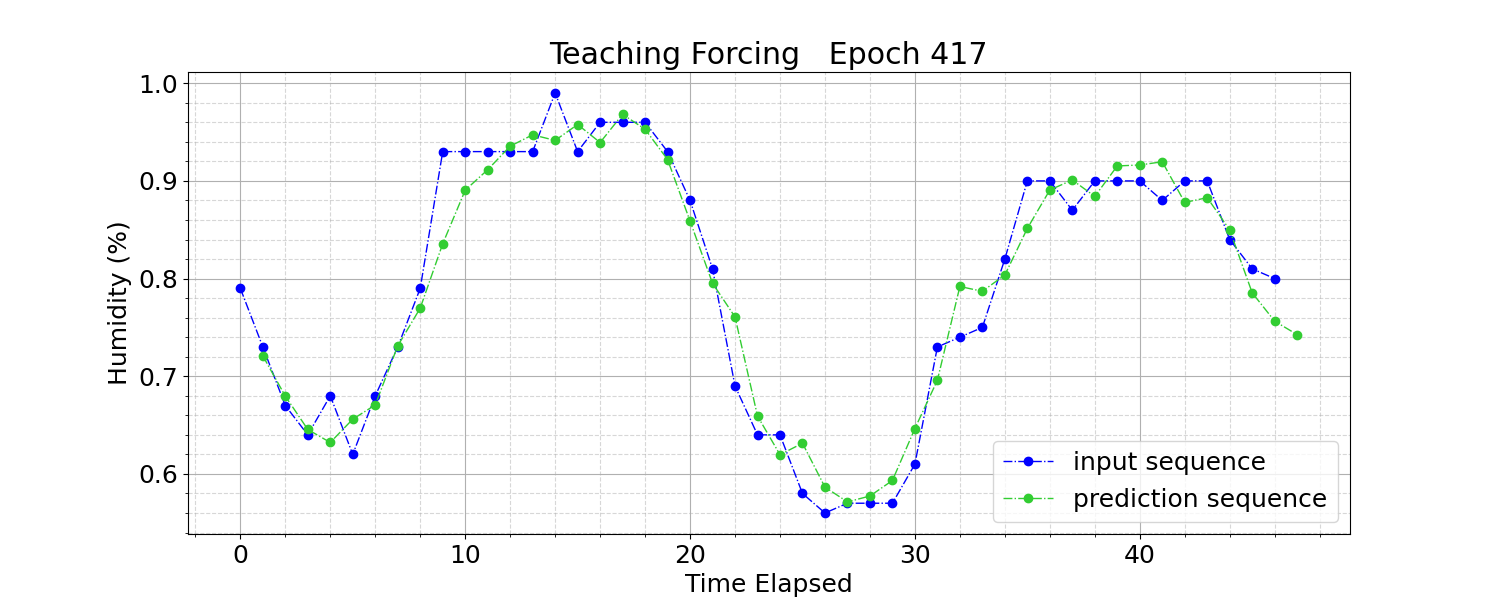 Teaching Forcing   Epoch 417
Humidity (%)
1.0
0.9
0.8
0.7
0.6
0 10 20 30 40
Time Elapsed
input sequence
prediction sequence